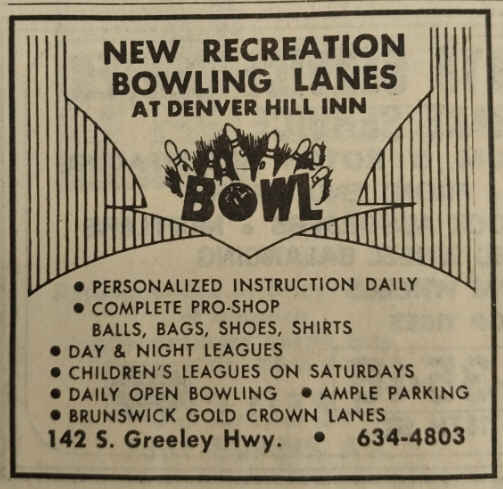 NEW RECREATION
BOWLING LANES
AT DENVER HILL INN
BOWL
• PERSONALIZED INSTRUCTION DAILY
• COMPLETE PRO-SHOP
BALLS, BAGS, SHOES, SHIRTS
• DAY & NIGHT LEAGUES
• CHILDREN'S LEAGUES ON SATURDAYS
• DAILY OPEN BOWLING • AMPLE PARKING
• BRUNSWICK GOLD CROWN LANES
142 S. Greeley Hwy. • 634-4803